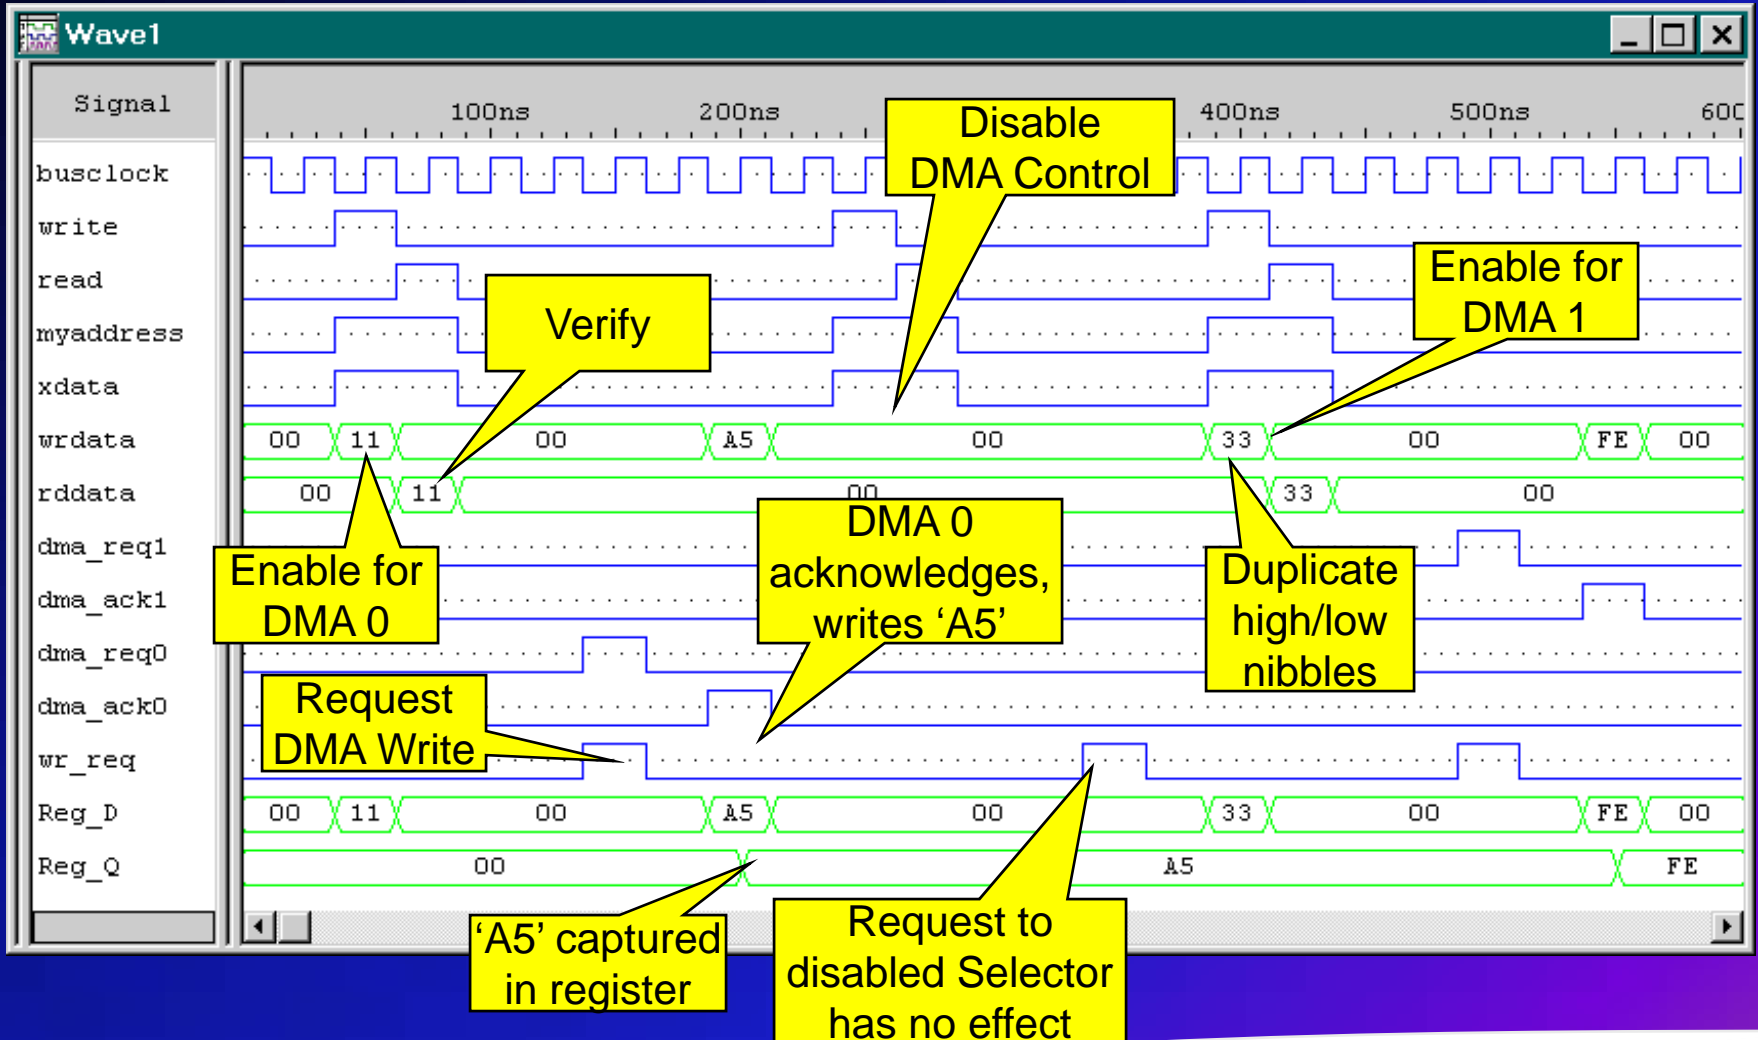 Wave1
Signal
100ns 200ns 400ns 500ns 600
Disable
DMA Control
busclock
write
read
myaddress
xdata
Verify
Enable for
DMA 1
wrdata 00 11 00 A5 00 33 00 FE 00
rddata 00 11 00 33 00
dma_req1
dma_ack1
dma_req0
dma_ack0
wr_req
Enable for
DMA 0
DMA 0
acknowledges,
writes ‘A5’
Duplicate
high/low
nibbles
Request
DMA Write
Reg_D 00 11 00 A5 00 33 00 FE 00
Reg_Q 00 A5 FE
‘A5’ captured
in register
Request to
disabled Selector
has no effect